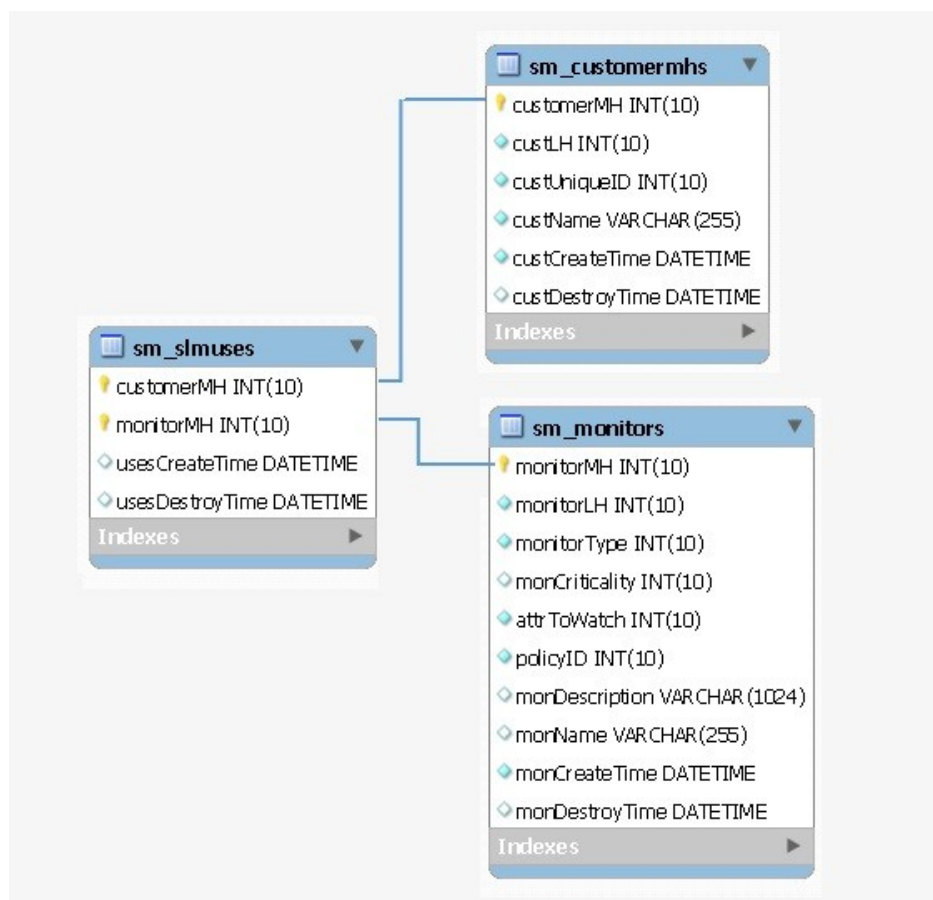 sm_customermhs
customerMH INT(10)
custLH INT(10)
custUniqueID INT(10)
custName VARCHAR(255)
custCreateTime DATETIME
custDestroyTime DATETIME
Indexes
sm_slmuses
customerMH INT(10)
monitorMH INT(10)
usesCreateTime DATETIME
usesDestroyTime DATETIME
Indexes
sm_monitors
monitorMH INT(10)
monitorLH INT(10)
monitorType INT(10)
monCriticality INT(10)
attrToWatch INT(10)
policyID INT(10)
monDescription VARCHAR(1024)
monName VARCHAR(255)
monCreateTime DATETIME
monDestroyTime DATETIME
Indexes